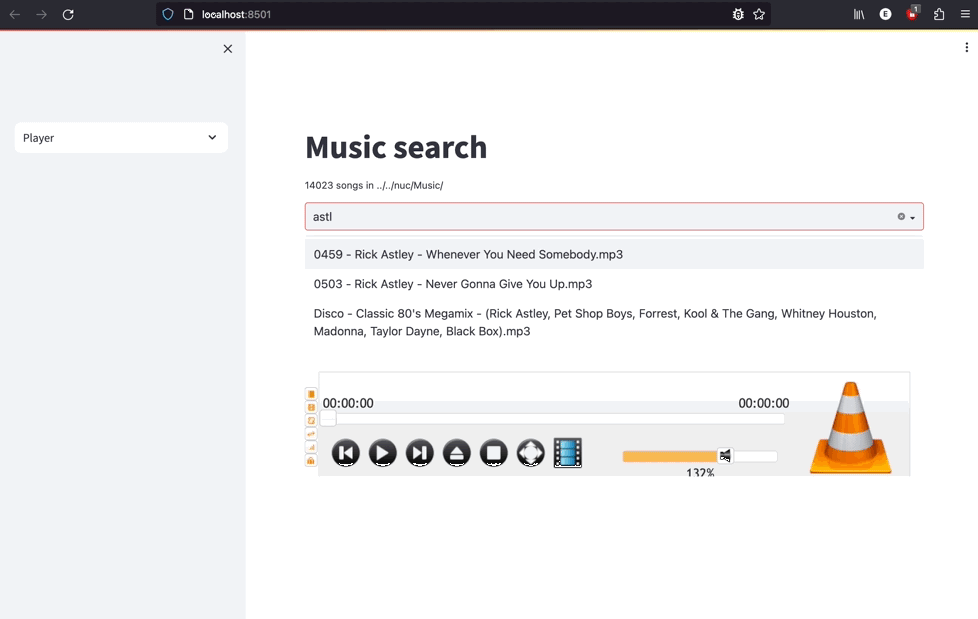 localhost:8501
E
1
Player
Music search
14023 songs in ../../nuc/Music/
astl
0459 - Rick Astley - Whenever You Need Somebody.mp3
0503 - Rick Astley - Never Gonna Give You Up.mp3
Disco - Classic 80's Megamix - (Rick Astley, Pet Shop Boys, Forrest, Kool & The Gang, Whitney Houston,
Madonna, Taylor Dayne, Black Box).mp3
00:00:00 00:00:00
132%